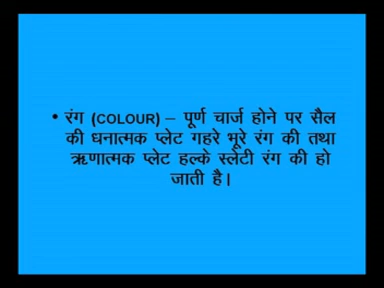 • रंग (COLOUR) – पूर्ण चार्ज होने पर सैल
की धनात्मक प्लेट गहरे भूरे रंग की तथा
ऋणात्मक प्लेट हल्के स्लेटी रंग की हो
जाती है।